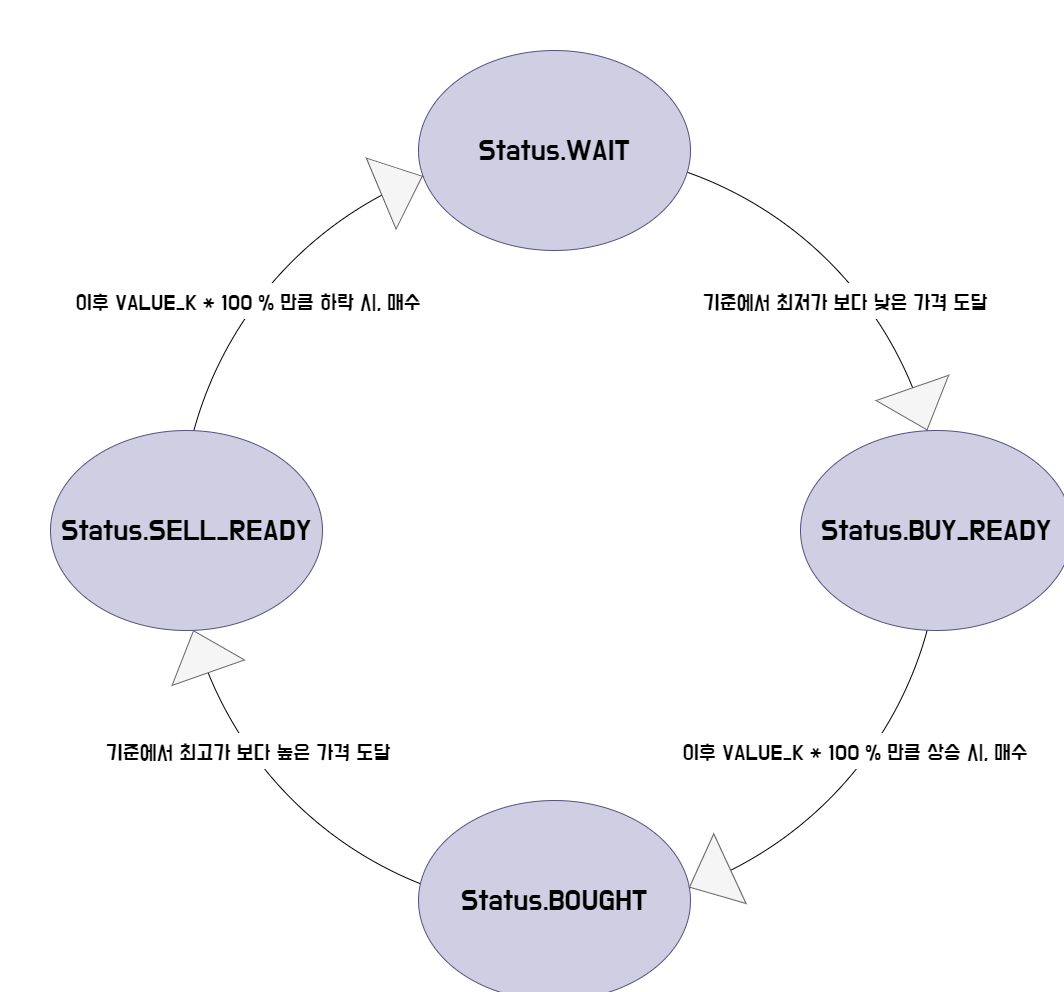 Status.WAIT
이후 VALUE_K * 100 % 만큼 하락 시, 매수
기준에서 최저가 보다 낮은 가격 도달
Status.SELL_READY
Status.BUY_READY
기준에서 최고가 보다 높은 가격 도달
이후 VALUE_K * 100 % 만큼 상승 시, 매수
Status.BOUGHT